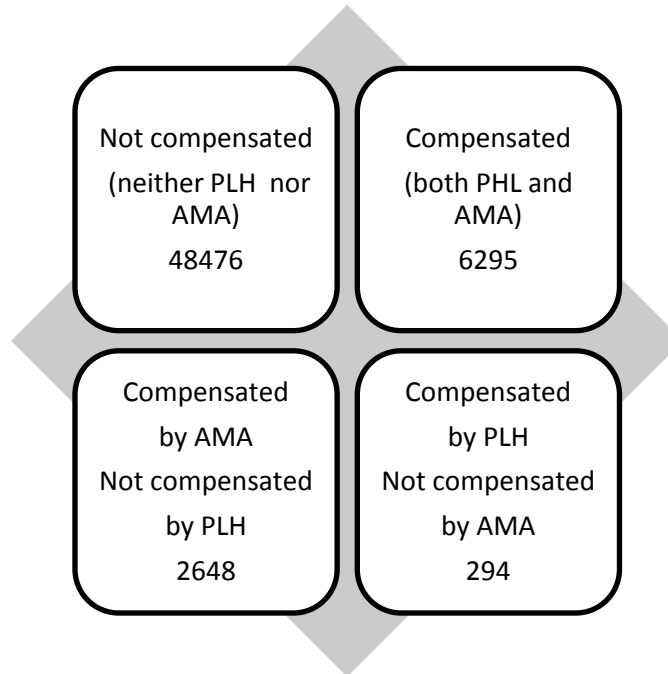 Not compensated
(neither PLH nor
AMA)
48476
Compensated
(both PHL and
AMA)
6295
Compensated
by AMA
Not compensated
by PLH
2648
Compensated
by PLH
Not compensated
by AMA
294